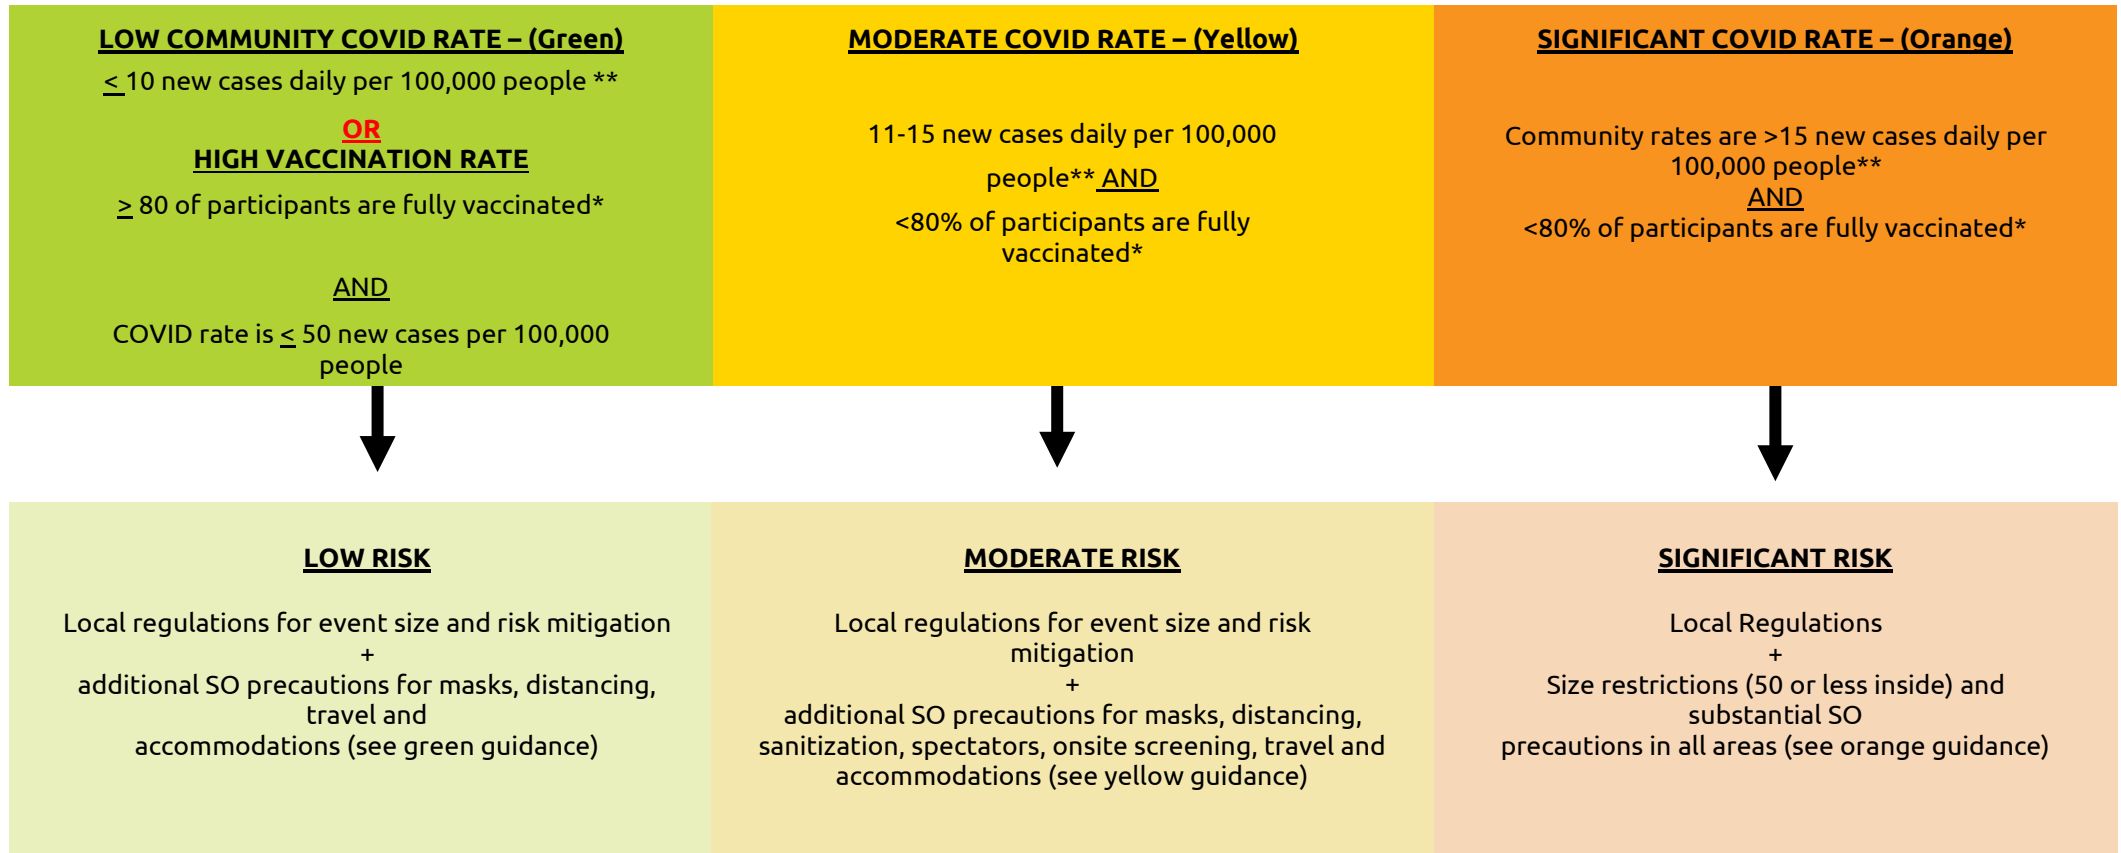 LOW COMMUNITY COVID RATE – (Green)
< 10 new cases daily per 100,000 people **
OR
HIGH VACCINATION RATE
> 80 of participants are fully vaccinated*
AND
COVID rate is < 50 new cases per 100,000
people
MODERATE COVID RATE – (Yellow)
11-15 new cases daily per 100,000
people** AND
<80% of participants are fully
vaccinated*
SIGNIFICANT COVID RATE – (Orange)
Community rates are >15 new cases daily per
100,000 people**
AND
<80% of participants are fully vaccinated*
LOW RISK
Local regulations for event size and risk mitigation
+
additional SO precautions for masks, distancing,
travel and
accommodations (see green guidance)
MODERATE RISK
Local regulations for event size and risk
mitigation
+
additional SO precautions for masks, distancing,
sanitization, spectators, onsite screening, travel and
accommodations (see yellow guidance)
SIGNIFICANT RISK
Local Regulations
+
Size restrictions (50 or less inside) and
substantial SO
precautions in all areas (see orange guidance)